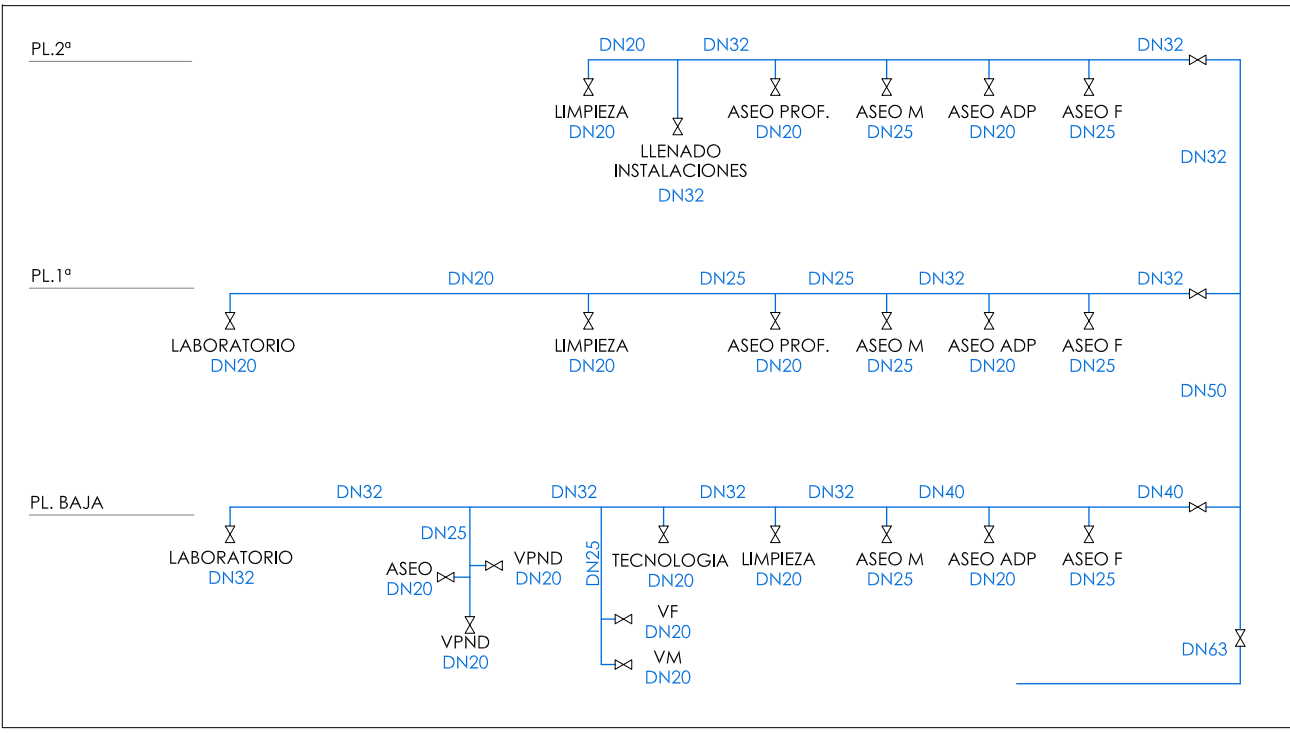 PL.2ª
DN20
DN32
DN32
LIMPIEZA
DN20
LLENADO
INSTALACIONES
DN32
ASEO PROF.
DN20
ASEO M
DN25
ASEO ADP
DN20
ASEO F
DN25
DN32
PL.1ª
DN20
DN25
DN25
DN32
DN32
LABORATORIO
DN20
LIMPIEZA
DN20
ASEO PROF.
DN20
ASEO M
DN25
ASEO ADP
DN20
ASEO F
DN25
DN50
PL. BAJA
DN32
DN32
DN32
DN32
DN40
DN40
LABORATORIO
DN32
DN25
ASEO
DN20
VPND
DN20
VPND
DN20
DN25
VF
DN20
VM
DN20
TECNOLOGIA
DN20
LIMPIEZA
DN20
ASEO M
DN25
ASEO ADP
DN20
ASEO F
DN25
DN63